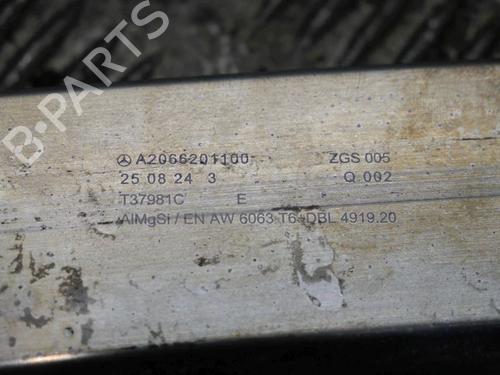 A2066201100 ZGS 005
25 08 24 3 Q 002
T37981C E
AlMgSi / EN AW 6063 T6 DBL 4919.20
B-PARTS